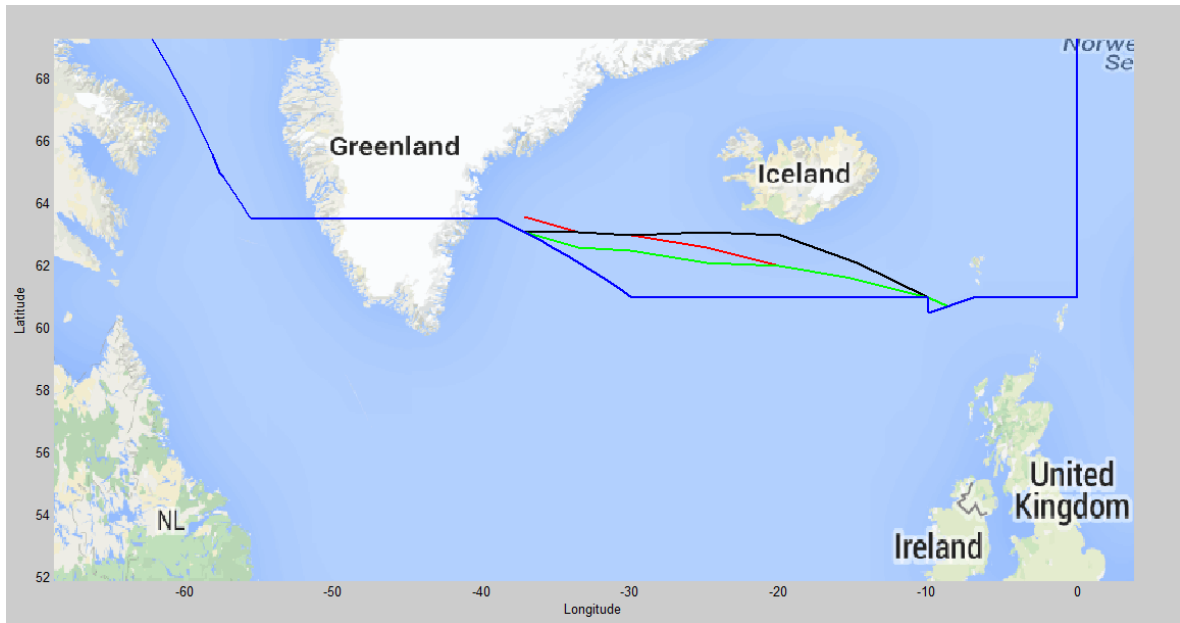 Norwe
Se
68
66
64
62
60
58
56
54
52
Latitude
Greenland
Iceland
NL
United
Kingdom
Ireland
-60
-50
-40
-30
-20
-10
0
Longitude